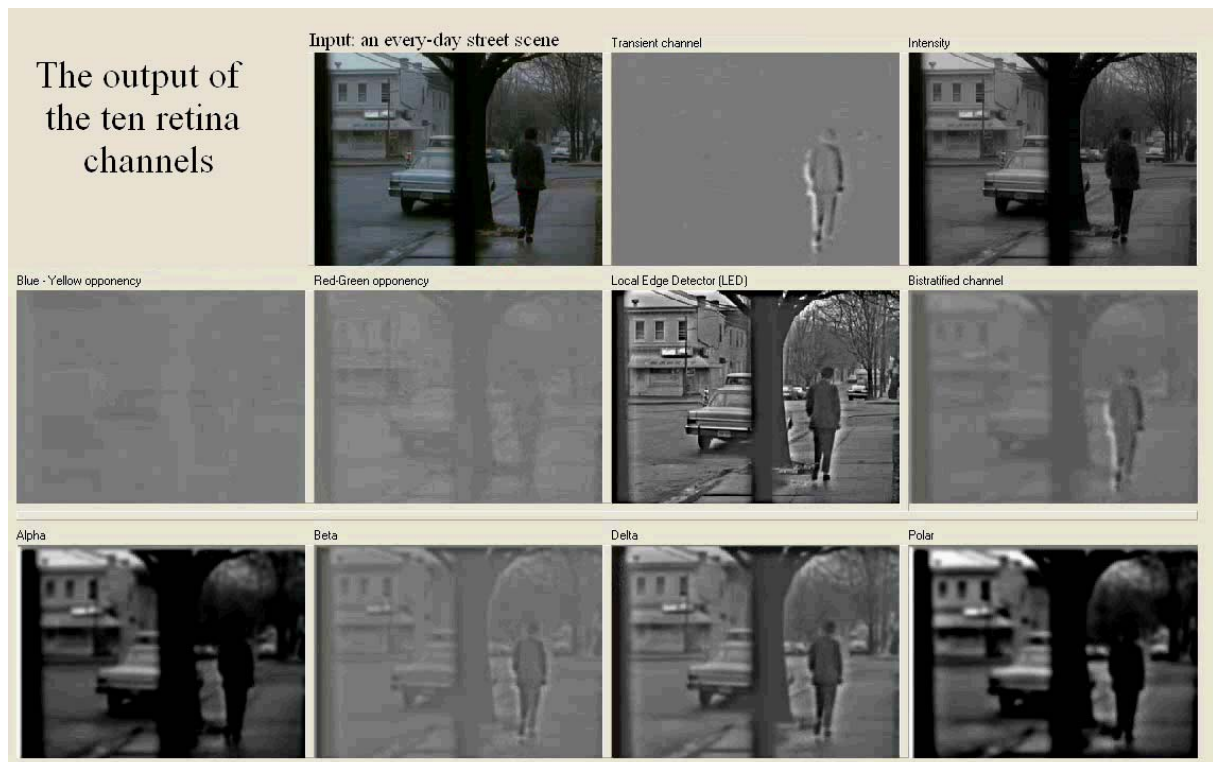 The output of
the ten retina
channels
Input: an every-day street scene
Transient channel
Intensity
Blue - Yellow opponency
Red-Green opponency
Local Edge Detector (LED)
Bistratified channel
Alpha
Beta
Delta
Polar